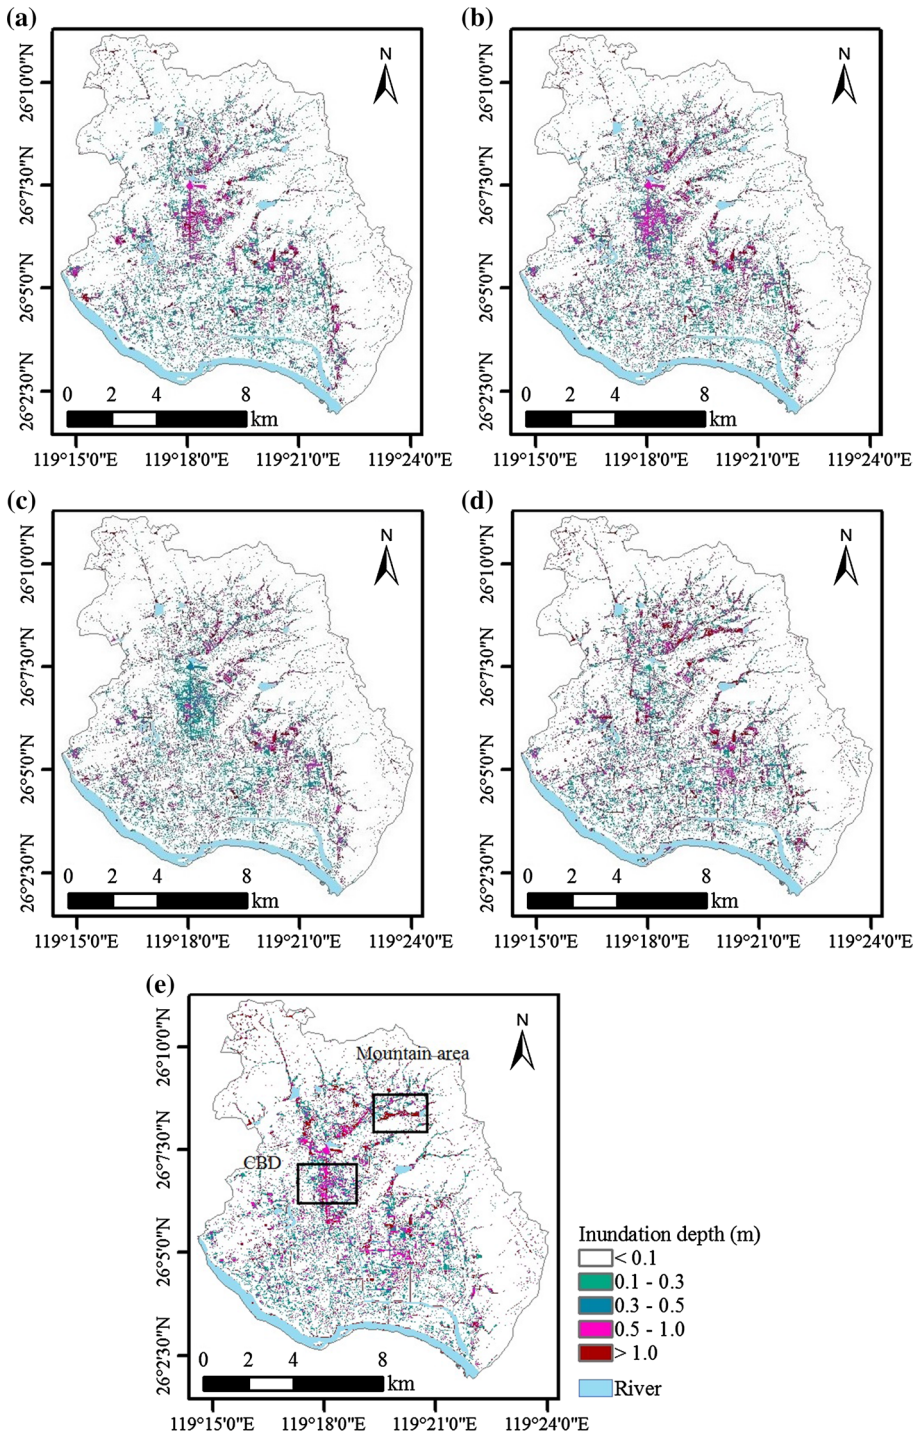 (a)
(b)
26°10'0"N
26°7'30"N
26°5'0"N
26°2'30"N
N
0 2 4 8
km
119°15'0"E 119°18'0"E 119°21'0"E 119°24'0"E
26°10'0"N
26°7'30"N
26°5'0"N
26°2'30"N
N
0 2 4 8
km
119°15'0"E 119°18'0"E 119°21'0"E 119°24'0"E
(c)
(d)
26°10'0"N
26°7'30"N
26°5'0"N
26°2'30"N
N
0 2 4 8
km
119°15'0"E 119°18'0"E 119°21'0"E 119°24'0"E
26°10'0"N
26°7'30"N
26°5'0"N
26°2'30"N
N
0 2 4 8
km
119°15'0"E 119°18'0"E 119°21'0"E 119°24'0"E
(e)
26°10'0"N
26°7'30"N
26°5'0"N
26°2'30"N
N
Mountain area
CBD
0 2 4 8
km
119°15'0"E 119°18'0"E 119°21'0"E 119°24'0"E
Inundation depth (m)
< 0.1
0.1 - 0.3
0.3 - 0.5
0.5 - 1.0
> 1.0
River